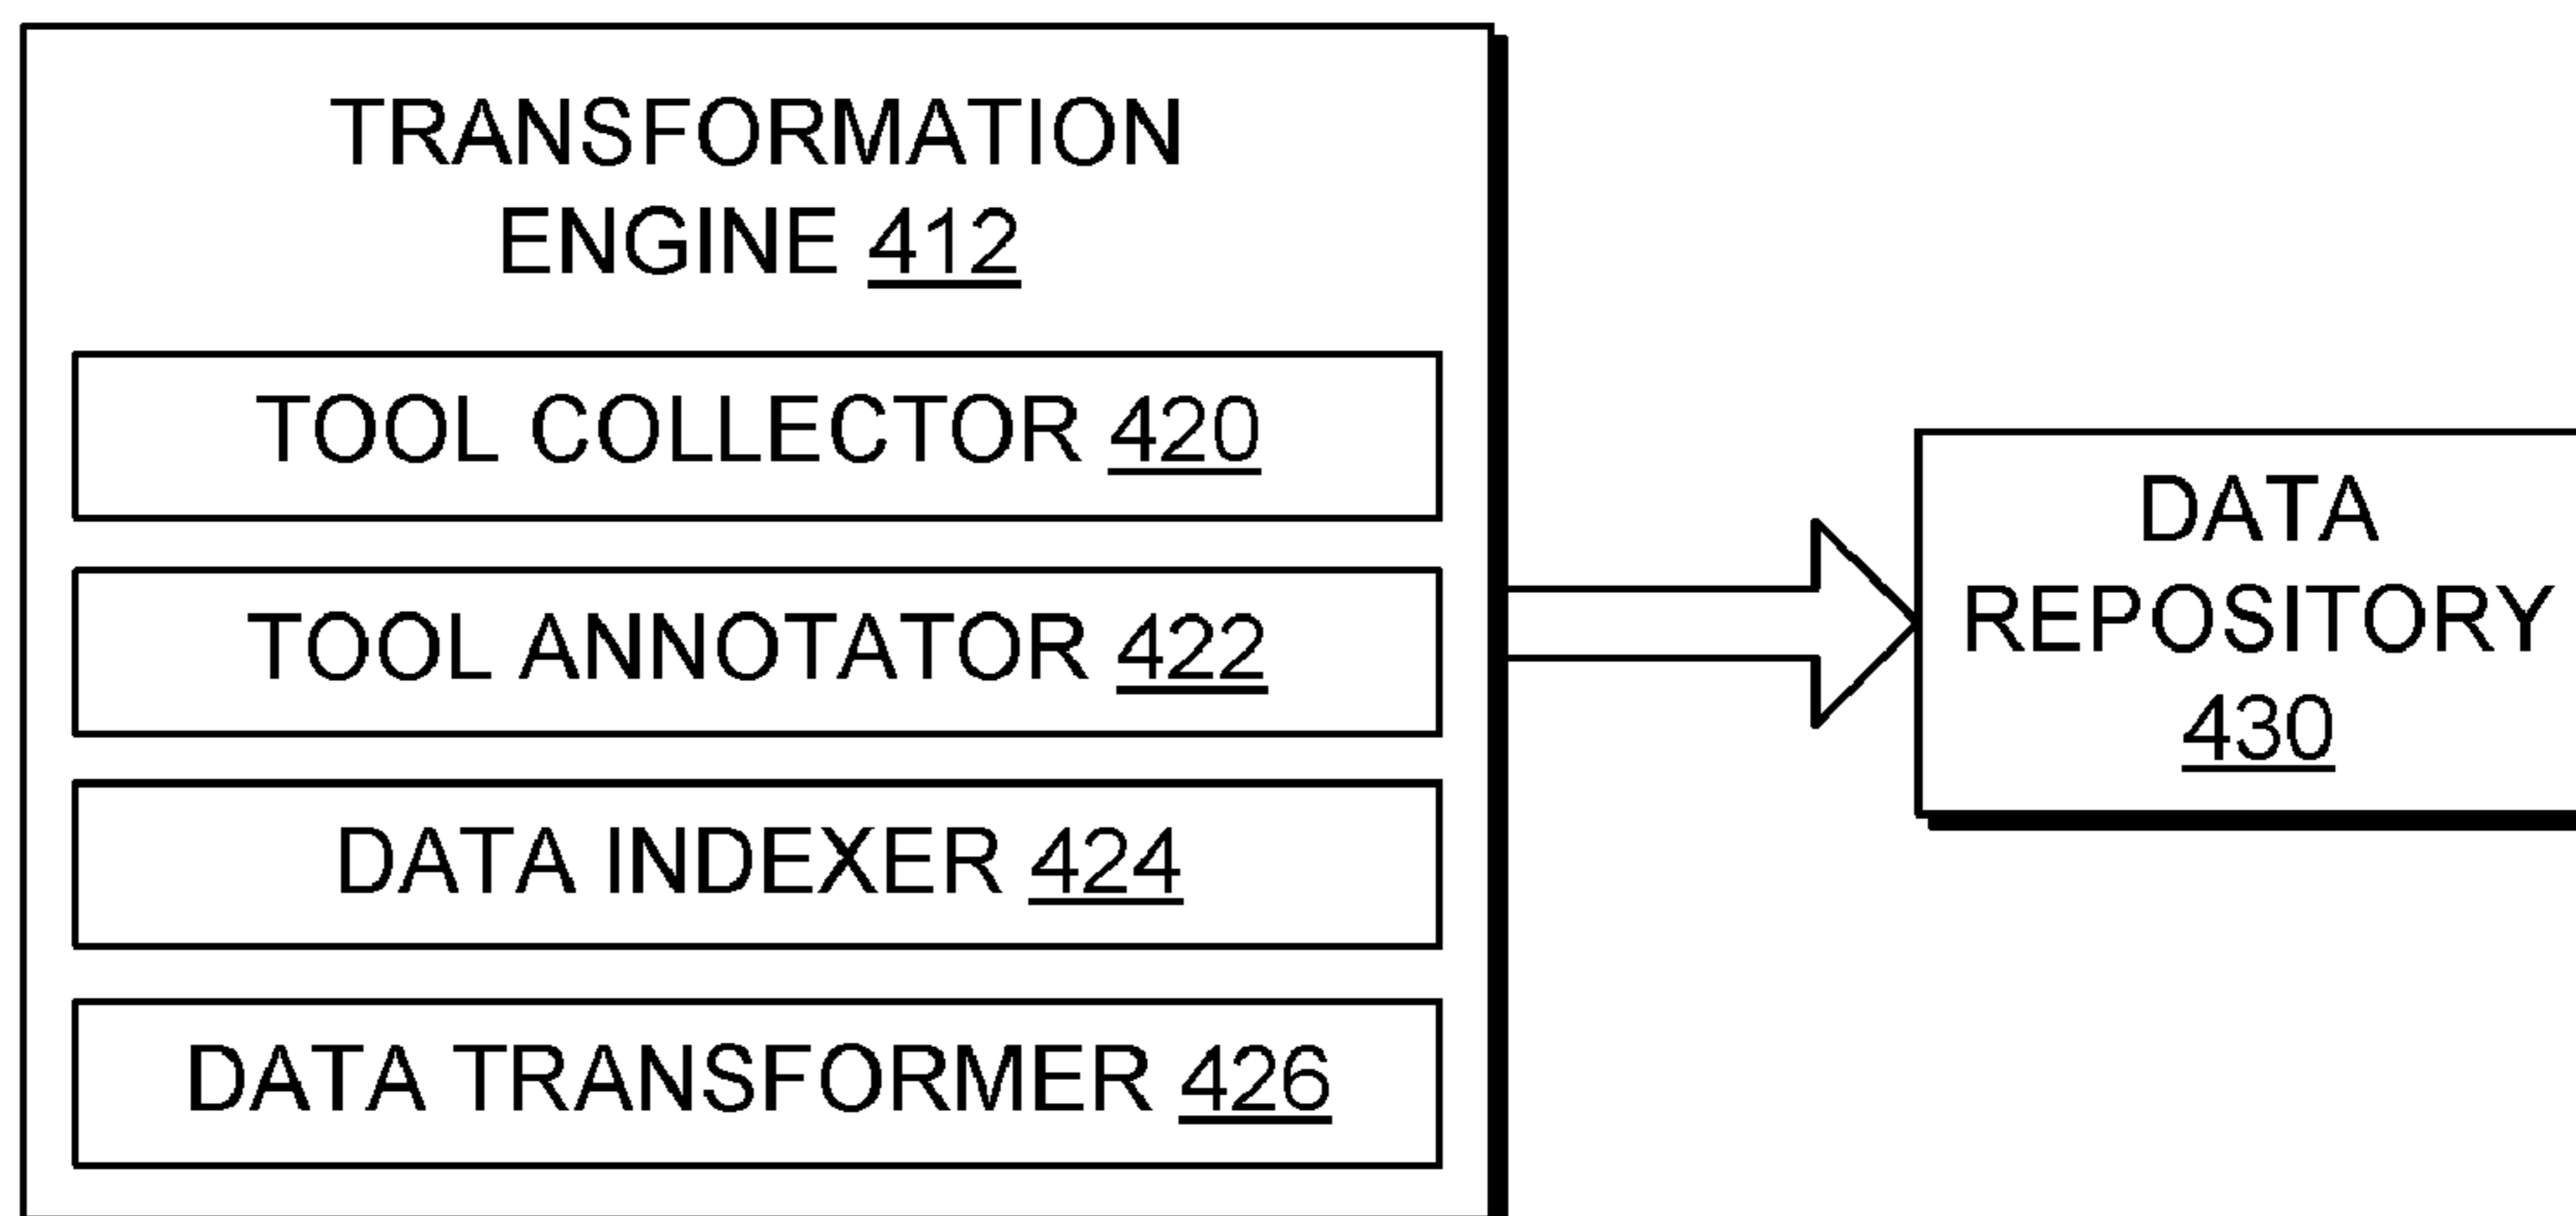 TRANSFORMATION
ENGINE 412
TOOL COLLECTOR 420
TOOL ANNOTATOR 422
DATA INDEXER 424
DATA TRANSFORMER 426
DATA
REPOSITORY
430